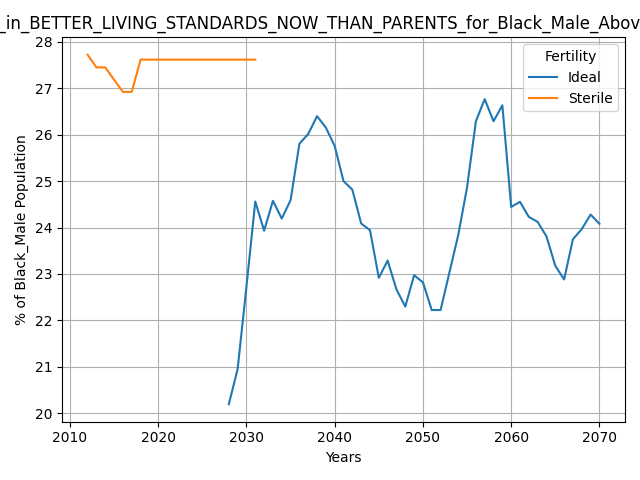 _in_BETTER_LIVING_STANDARDS_NOW_THAN_PARENTS_for_Black_Male_Abov
28
27
26
25
24
23
22
21
20
% of Black_Male Population
Fertility
Ideal
Sterile
2010 2020 2030 2040 2050 2060 2070
Years